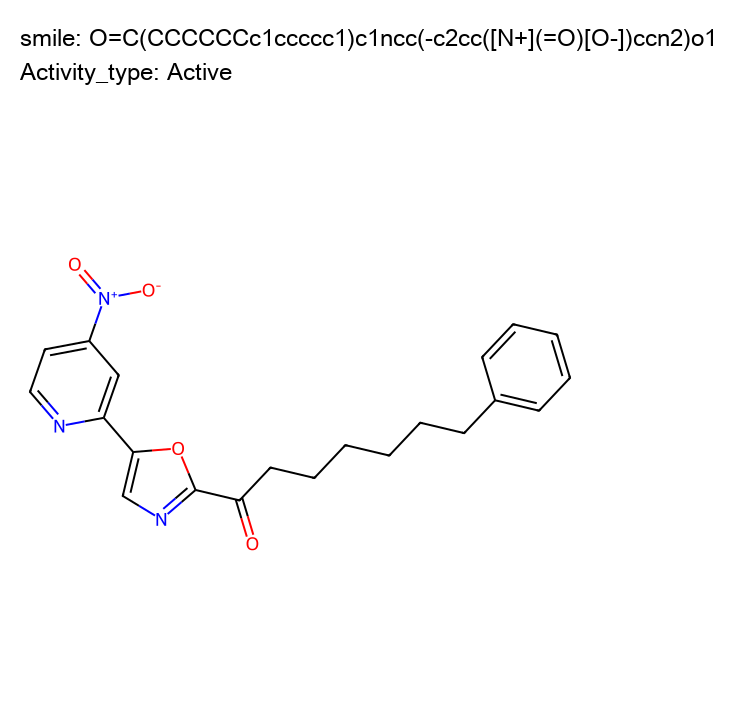 smile: O=C(CCCCCCc1ccccc1)c1ncc(-c2cc([N+](=O)[O-])ccn2)o1
Activity_type: Active
O
N+
O-
N
O
N
O